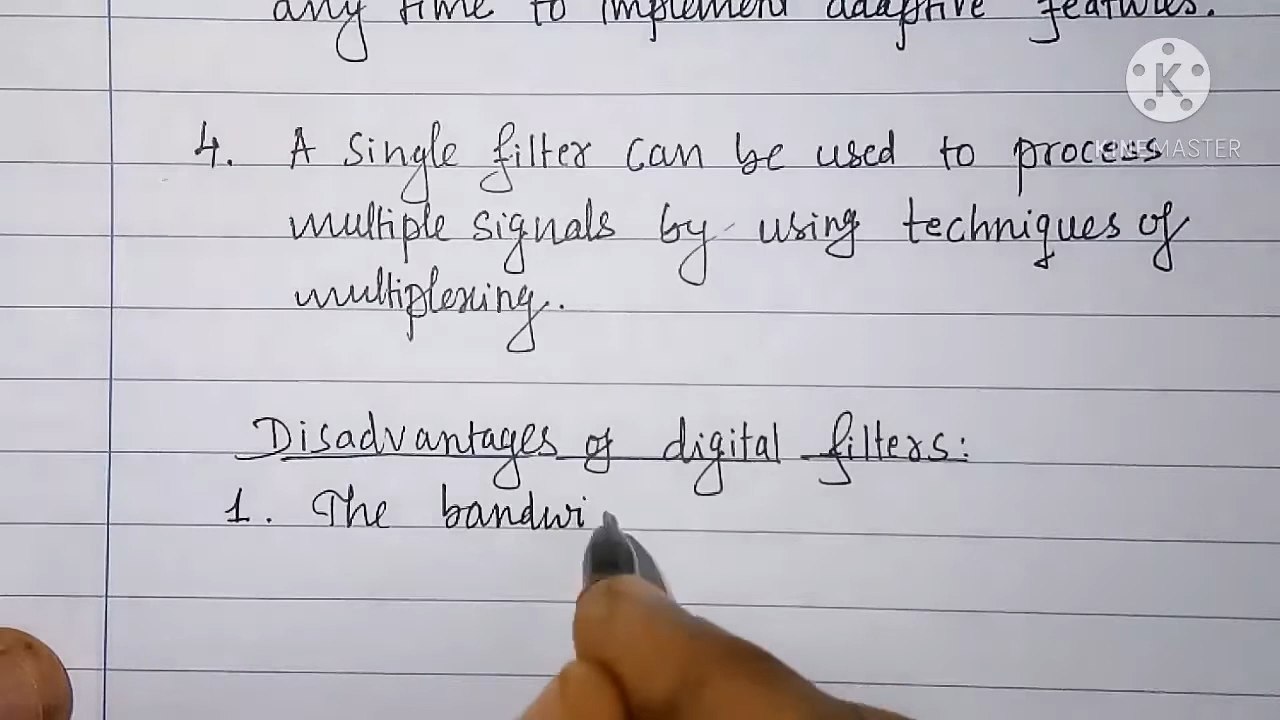 any time to implement adaptive features.
K
KINEMASTER
4. A single filter can be used to process
multiple signals by using techniques of
multiplexing.
Disadvantages of digital filters:
1. The bandwi